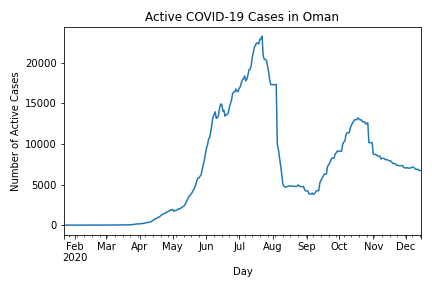 Active COVID-19 Cases in Oman
Number of Active Cases
20000
15000
10000
5000
0
Feb Mar Apr May Jun Jul Aug Sep Oct Nov Dec
2020
Day